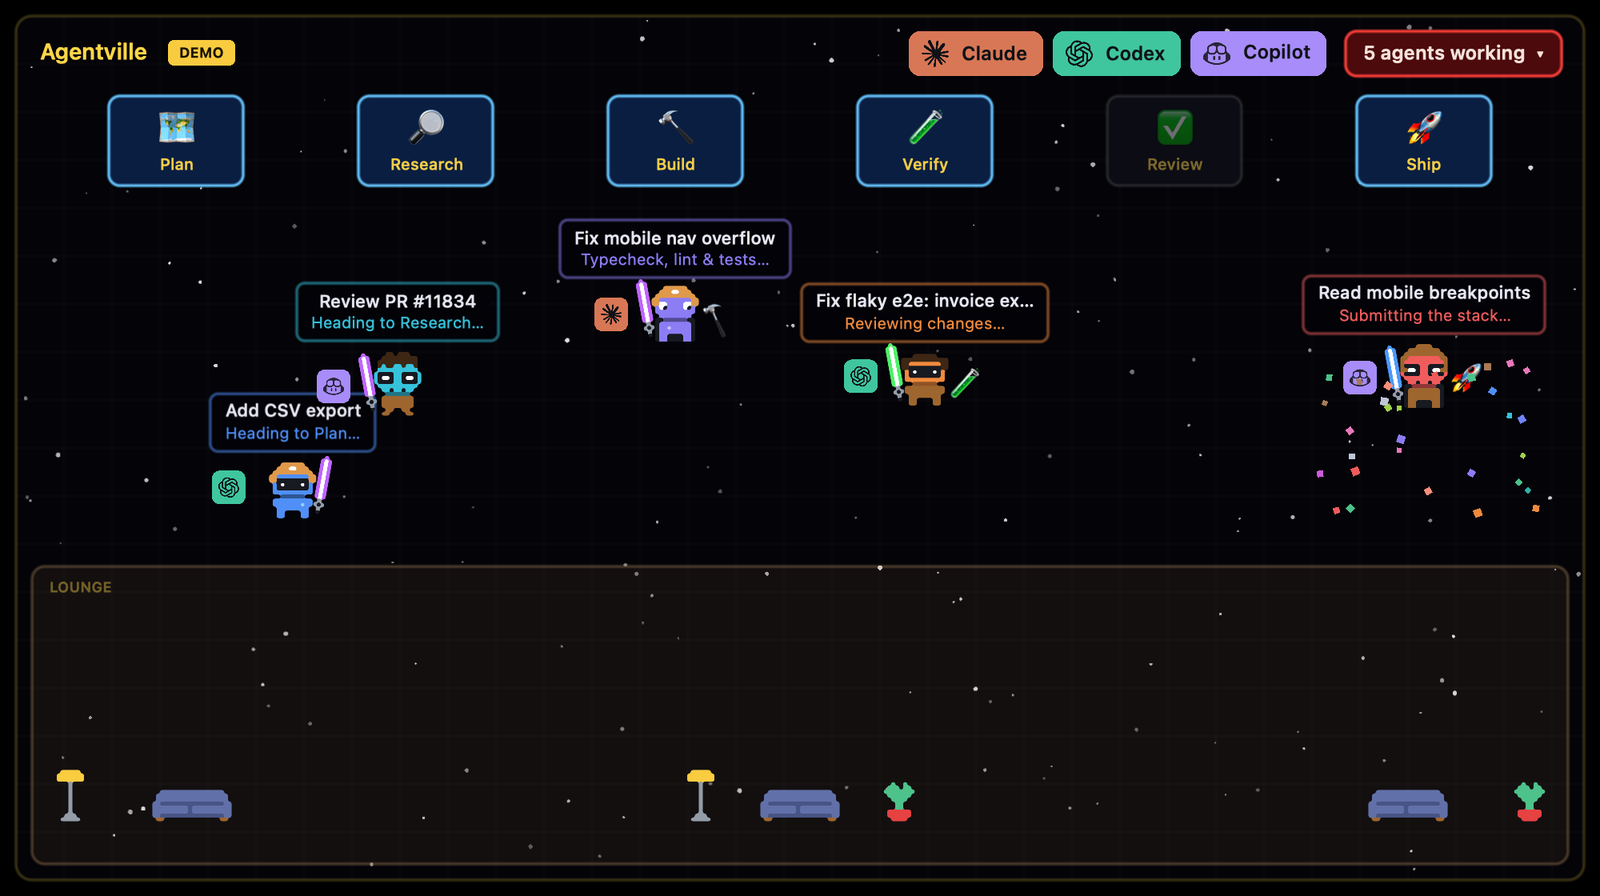 Agentville
DEMO
Claude
Codex
Copilot
5 agents working
Plan
Research
Build
Verify
Review
Ship
Fix mobile nav overflow
Typecheck, lint & tests...
Review PR #11834
Heading to Research...
Fix flaky e2e: invoice ex...
Reviewing changes...
Read mobile breakpoints
Submitting the stack...
Add CSV export
Heading to Plan...
LOUNGE